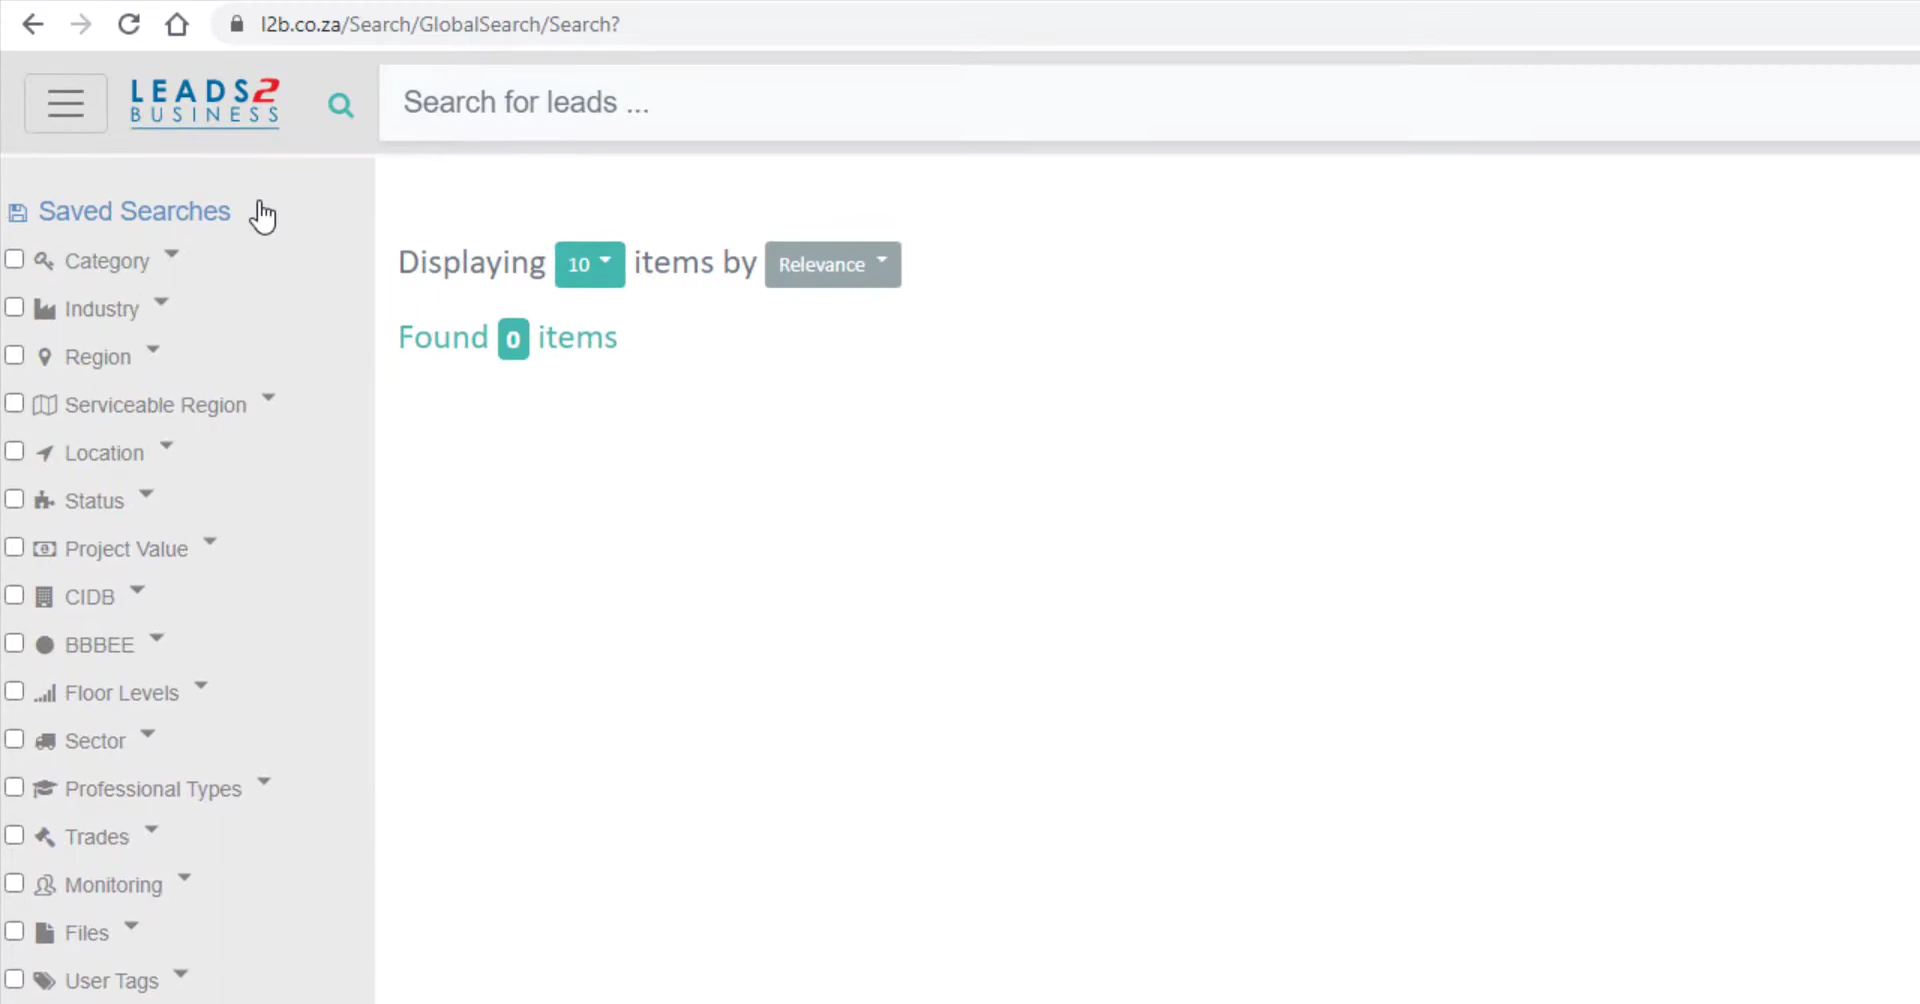 l2b.co.za/Search/GlobalSearch/Search?
LEADS2
BUSINESS
Search for leads ...
Saved Searches
Category
Industry
Region
Serviceable Region
Location
Status
Project Value
CIDB
BBBEE
Floor Levels
Sector
Professional Types
Trades
Monitoring
Files
User Tags
Displaying 10 items by Relevance
Found 0 items